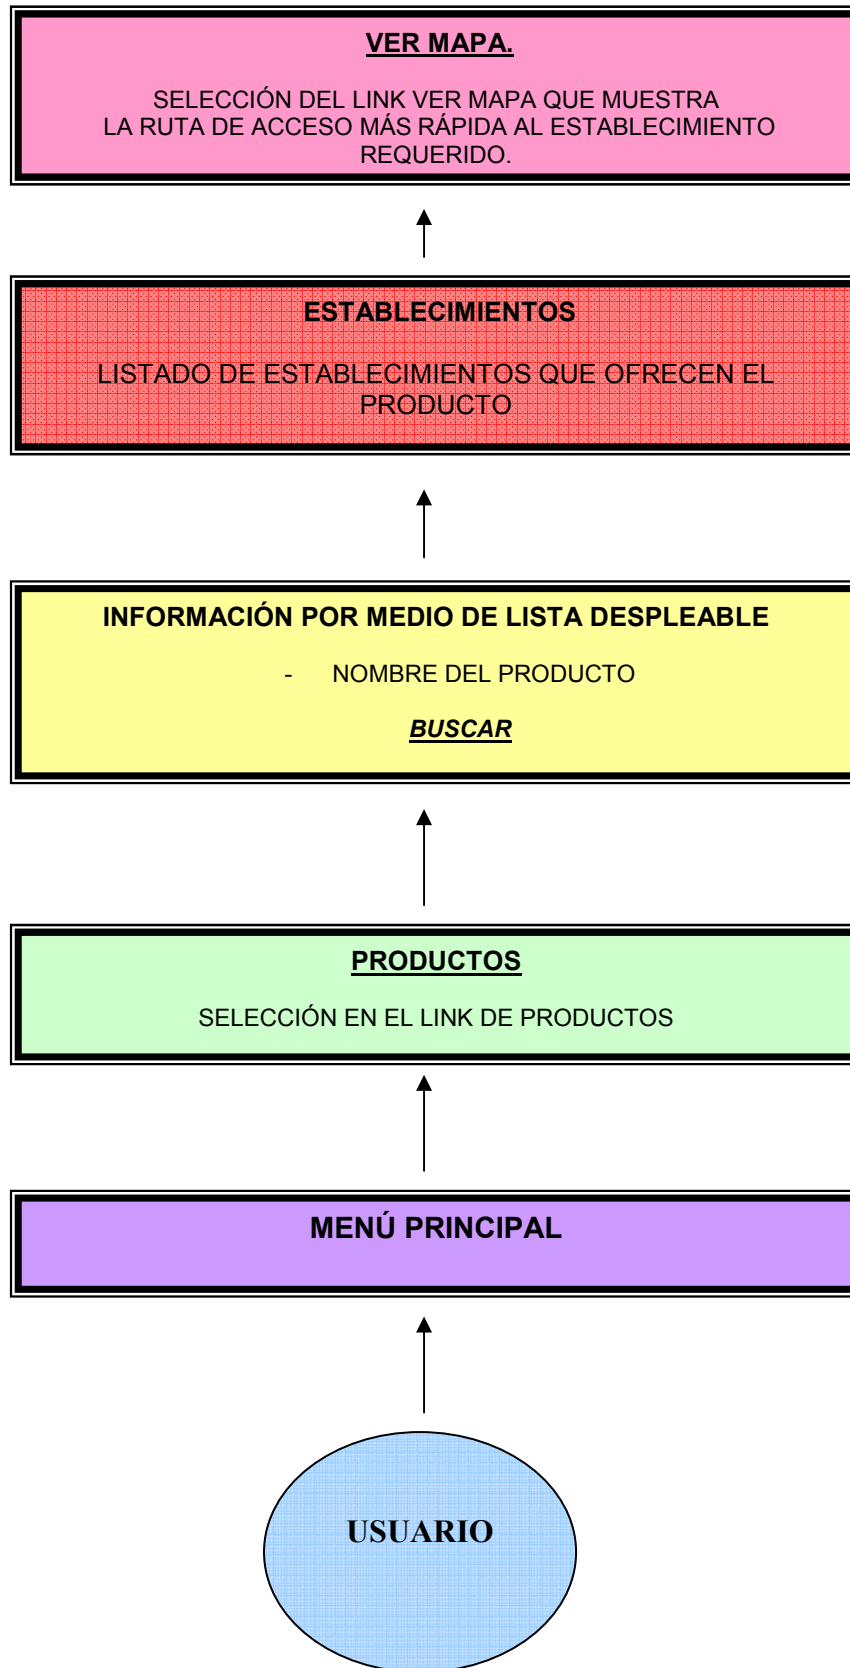 VER MAPA.
SELECCIÓN DEL LINK VER MAPA QUE MUESTRA
LA RUTA DE ACCESO MÁS RÁPIDA AL ESTABLECIMIENTO
REQUERIDO.
ESTABLECIMIENTOS
LISTADO DE ESTABLECIMIENTOS QUE OFRECEN EL
PRODUCTO
INFORMACIÓN POR MEDIO DE LISTA DESPLEABLE
- NOMBRE DEL PRODUCTO
BUSCAR
PRODUCTOS
SELECCIÓN EN EL LINK DE PRODUCTOS
MENÚ PRINCIPAL
USUARIO